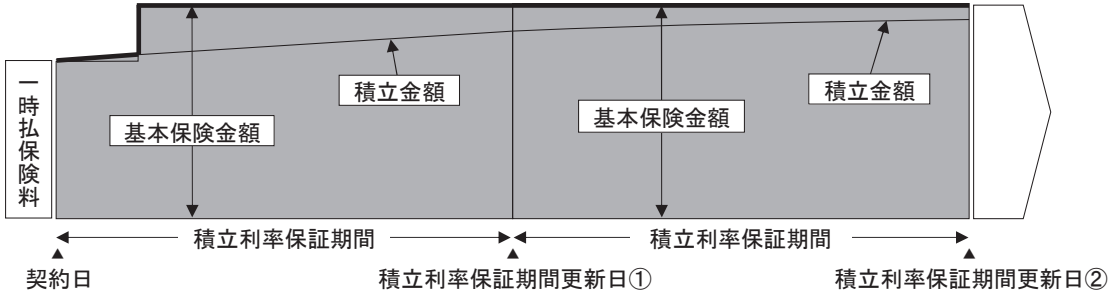 一時払保険料
基本保険金額
積立金額
基本保険金額
積立金額
積立利率保証期間
積立利率保証期間
契約日
積立利率保証期間更新日①
積立利率保証期間更新日②